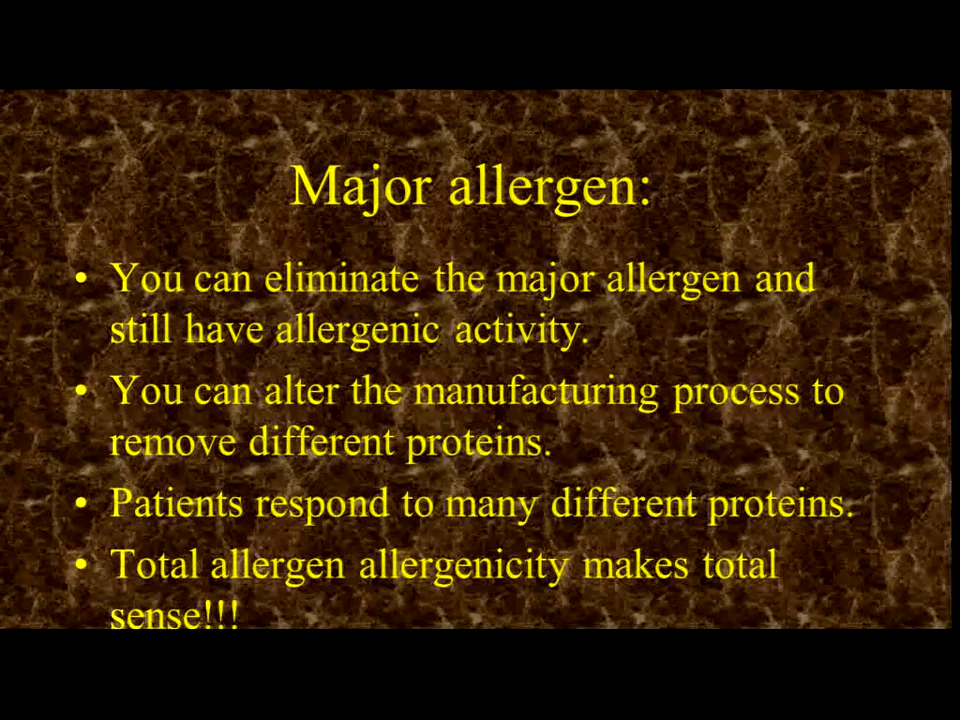 Major allergen:
• You can eliminate the major allergen and
still have allergenic activity.
• You can alter the manufacturing process to
remove different proteins.
• Patients respond to many different proteins.
• Total allergen allergenicity makes total
sense!!!